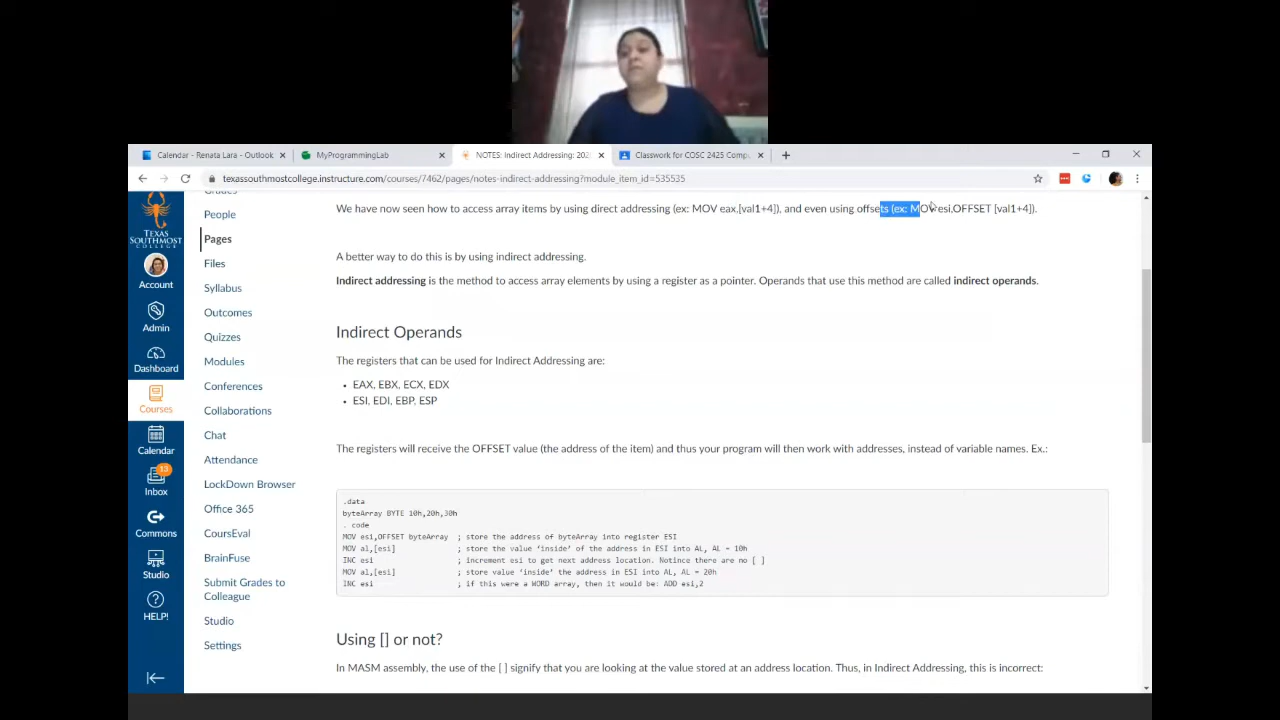 Calendar - Renata Lara - Outlook
MyProgrammingLab
NOTES: Indirect Addressing: 202
Classwork for COSC 2425 Comp
texassouthmostcollege.instructure.com/courses/7462/pages/notes-indirect-addressing?module_item_id=535535
TEXAS
SOUTHMOST
COLLEGE
Account
Admin
Dashboard
Courses
Calendar
13
Inbox
Commons
Studio
HELP!
Grades
People
Pages
Files
Syllabus
Outcomes
Quizzes
Modules
Conferences
Collaborations
Chat
Attendance
LockDown Browser
Office 365
CoursEval
BrainFuse
Submit Grades to
Colleague
Studio
Settings
We have now seen how to access array items by using direct addressing (ex: MOV eax,[val1+4]), and even using offsets (ex: MOV esi,OFFSET [val1+4]).
A better way to do this is by using indirect addressing.
Indirect addressing is the method to access array elements by using a register as a pointer. Operands that use this method are called indirect operands.
Indirect Operands
The registers that can be used for Indirect Addressing are:
• EAX, EBX, ECX, EDX
• ESI, EDI, EBP, ESP
The registers will receive the OFFSET value (the address of the item) and thus your program will then work with addresses, instead of variable names. Ex.:
.data
byteArray BYTE 10h,20h,30h
. code
MOV esi,OFFSET byteArray ; store the address of byteArray into register ESI
MOV al,[esi] ; store the value ‘inside’ of the address in ESI into AL, AL = 10h
INC esi ; increment esi to get next address location. Notince there are no [ ]
MOV al,[esi] ; store value ‘inside’ the address in ESI into AL, AL = 20h
INC esi ; if this were a WORD array, then it would be: ADD esi,2
Using [] or not?
In MASM assembly, the use of the [ ] signify that you are looking at the value stored at an address location. Thus, in Indirect Addressing, this is incorrect: